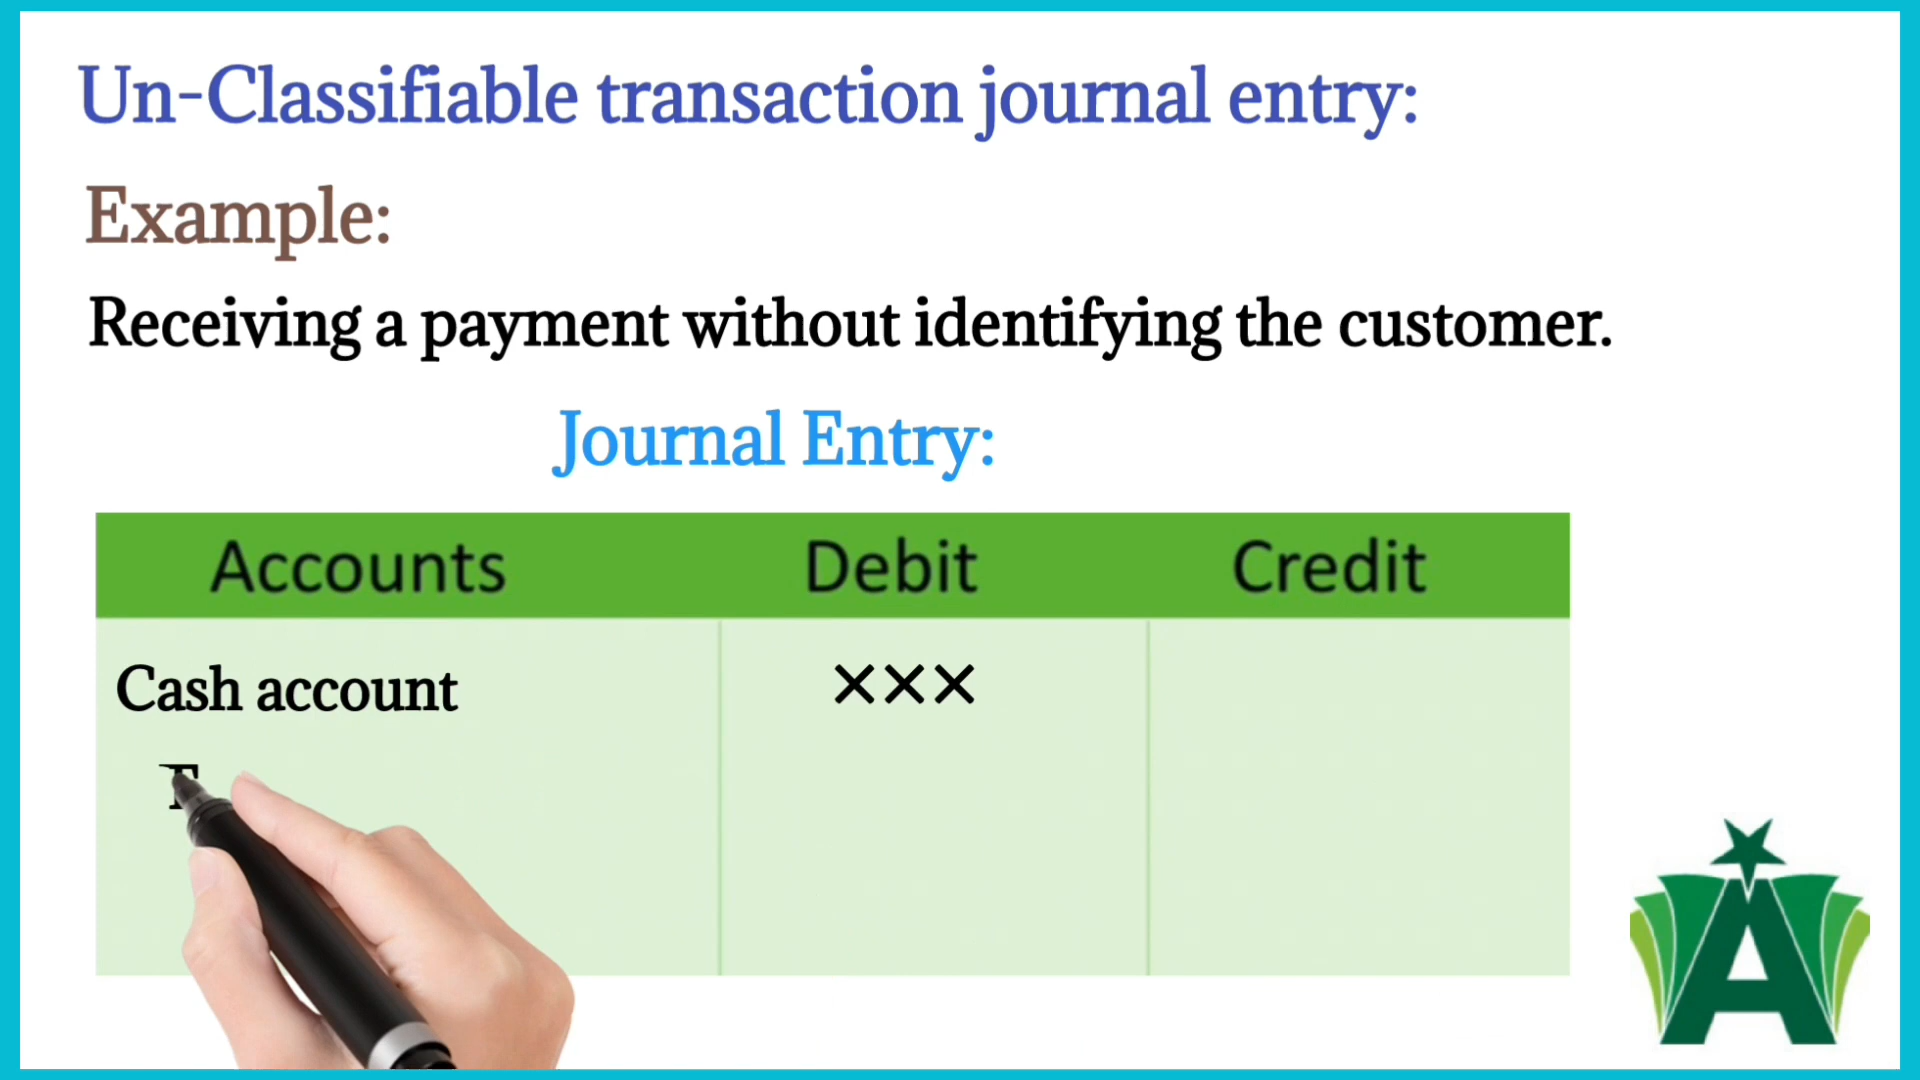 Un-Classifiable transaction journal entry:
Example:
Receiving a payment without identifying the customer.
Journal Entry:
Accounts Debit Credit
Cash account ×××
A